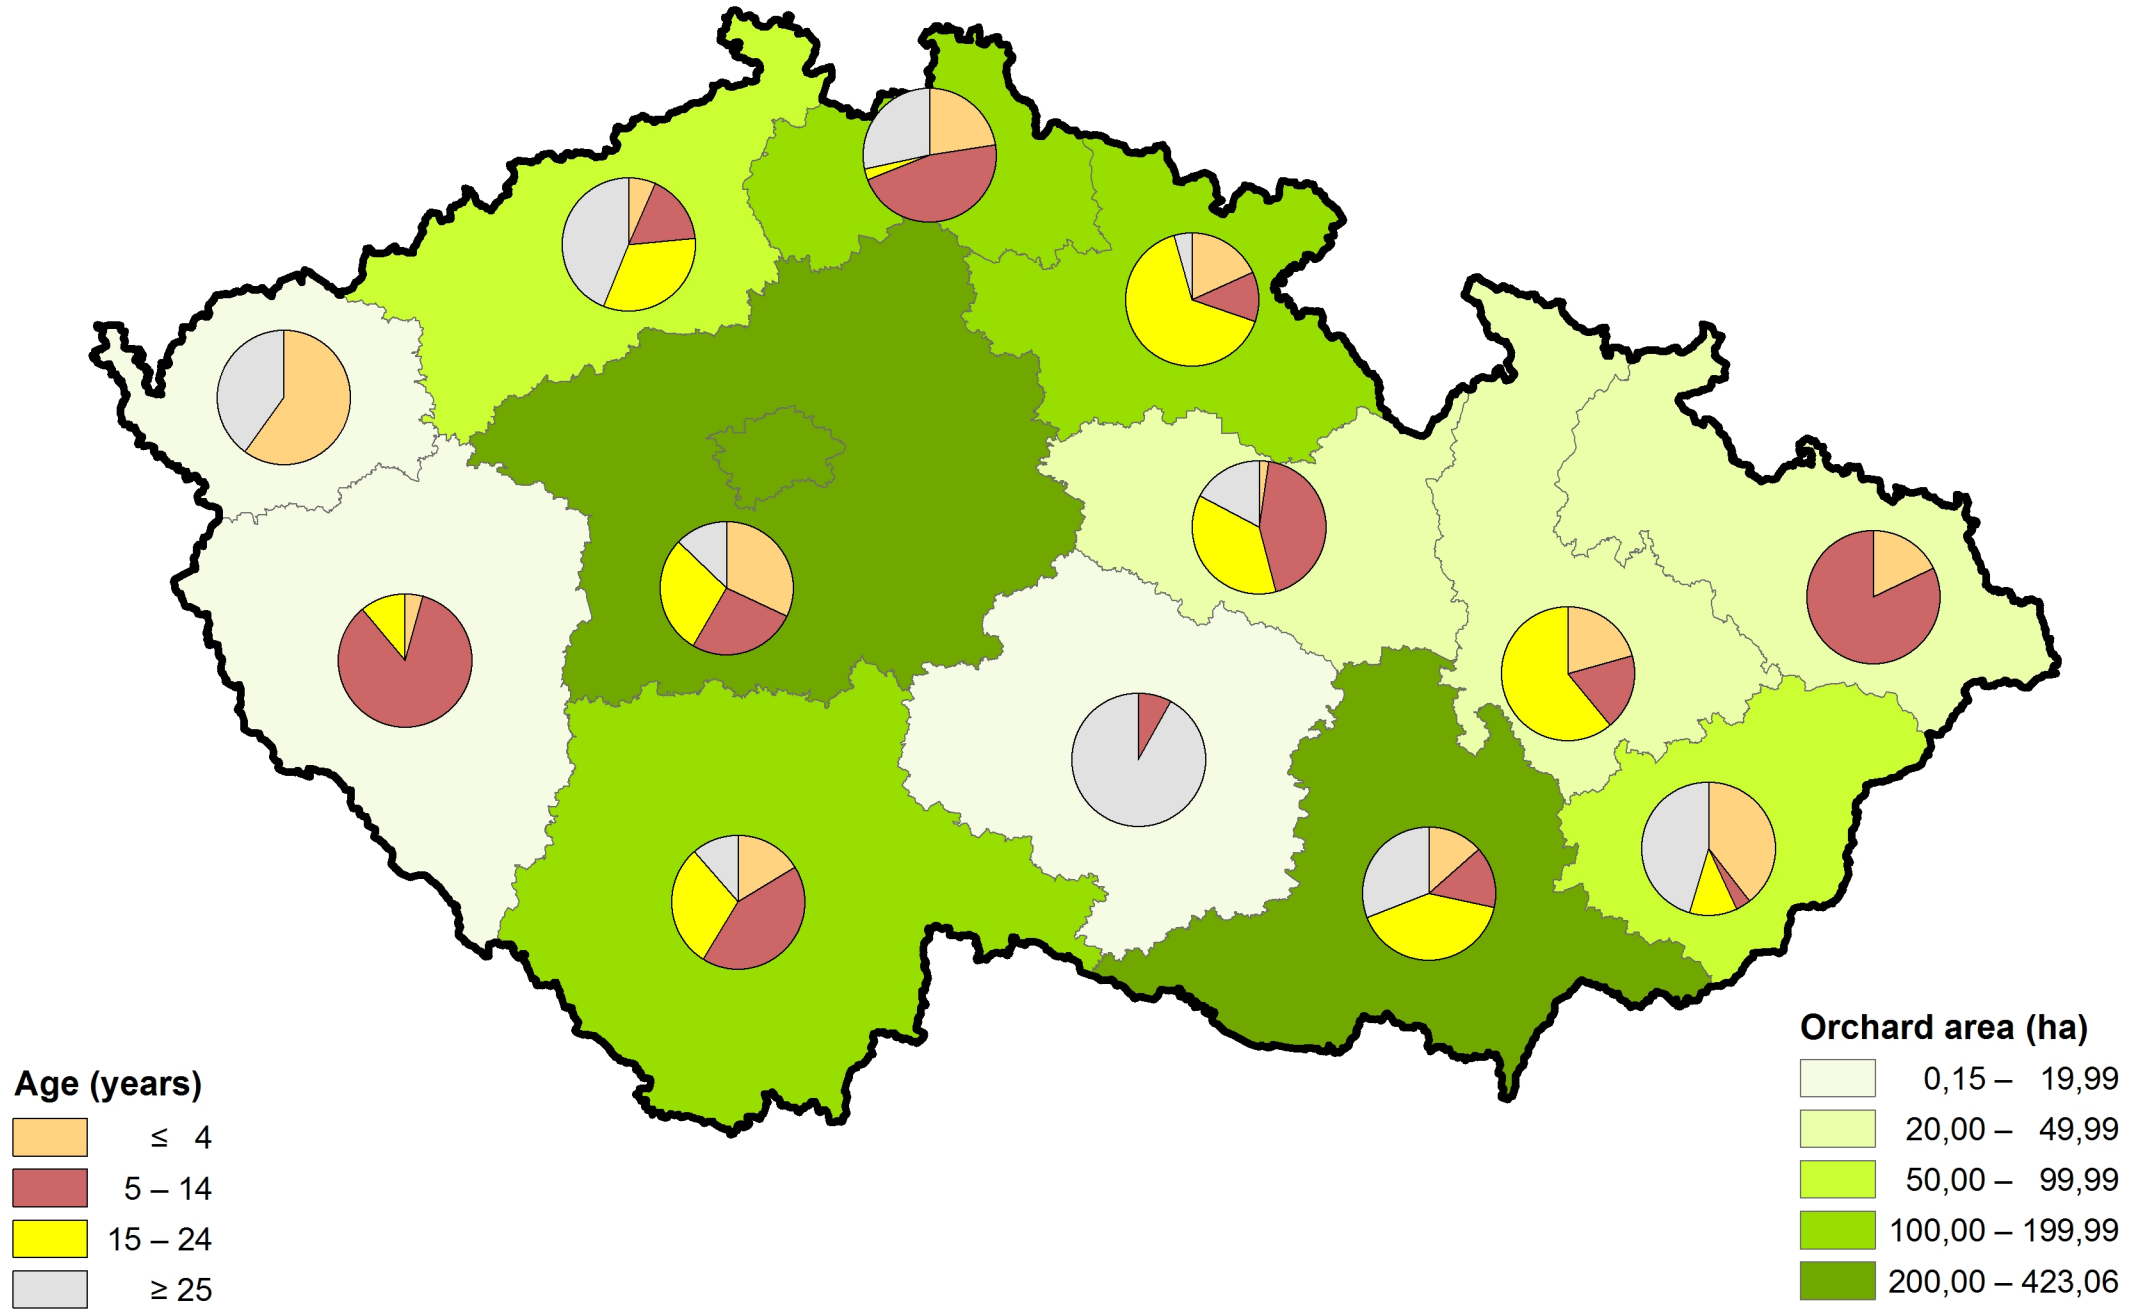 Age (years)
≤ 4
5 – 14
15 – 24
≥ 25
Orchard area (ha)
0,15 – 19,99
20,00 – 49,99
50,00 – 99,99
100,00 – 199,99
200,00 – 423,06